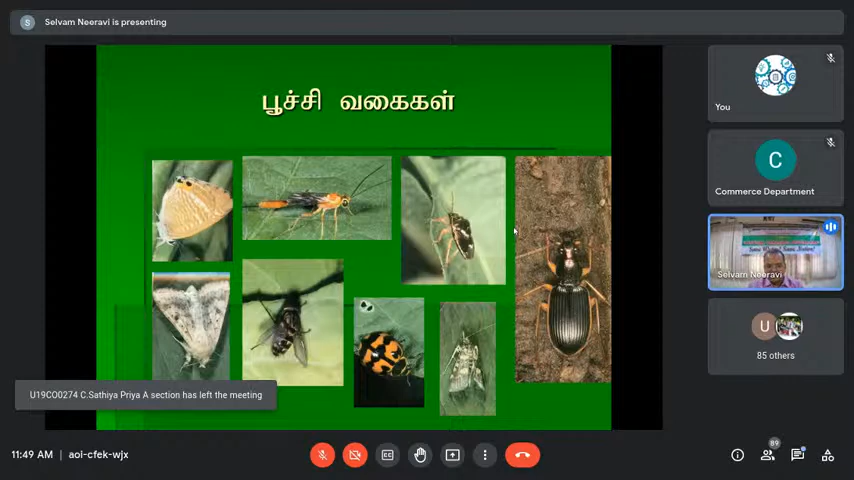 S
Selvam Neeravi is presenting
பூச்சி வகைகள்
You
C
Commerce Department
Selvam Neeravi
U
85 others
U19CO0274 C.Sathiya Priya A section has left the meeting
11:49 AM | aoi-cfek-wjx
CC
89